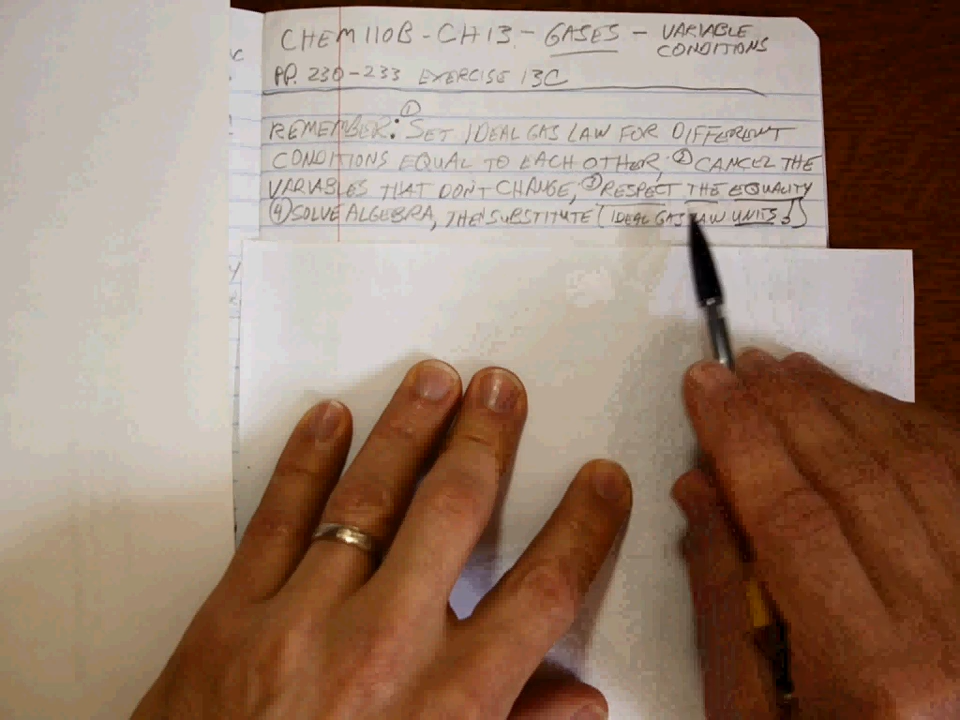 CHEM 110B - CH 13 - GASES - VARIABLE CONDITIONS
PP. 230-233 EXERCISE 13C
REMEMBER: ① SET IDEAL GAS LAW FOR DIFFERENT
CONDITIONS EQUAL TO EACH OTHER; ② CANCEL THE
VARIABLES THAT DON'T CHANGE; ③ RESPECT THE EQUALITY
④ SOLVE ALGEBRA, THEN SUBSTITUTE (IDEAL GAS LAW UNITS)